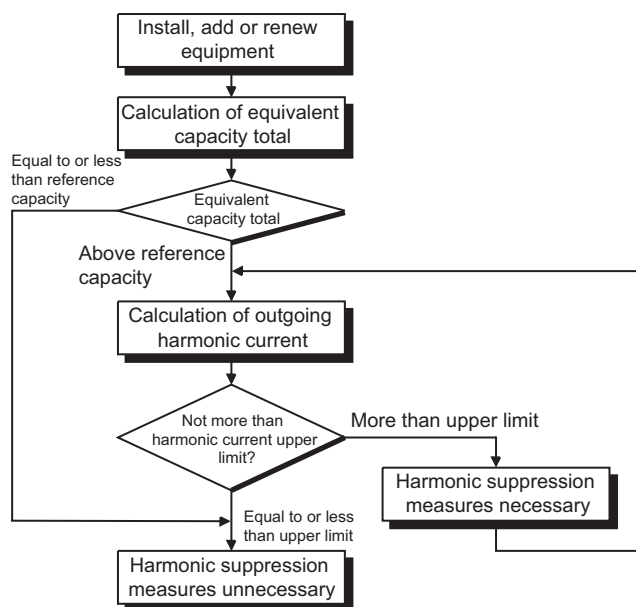 Install, add or renew
equipment
Calculation of equivalent
capacity total
Equal to or less
than reference
capacity
Equivalent
capacity total
Above reference
capacity
Calculation of outgoing
harmonic current
Not more than
harmonic current upper
limit?
More than upper limit
Harmonic suppression
measures necessary
Equal to or less
than upper limit
Harmonic suppression
measures unnecessary